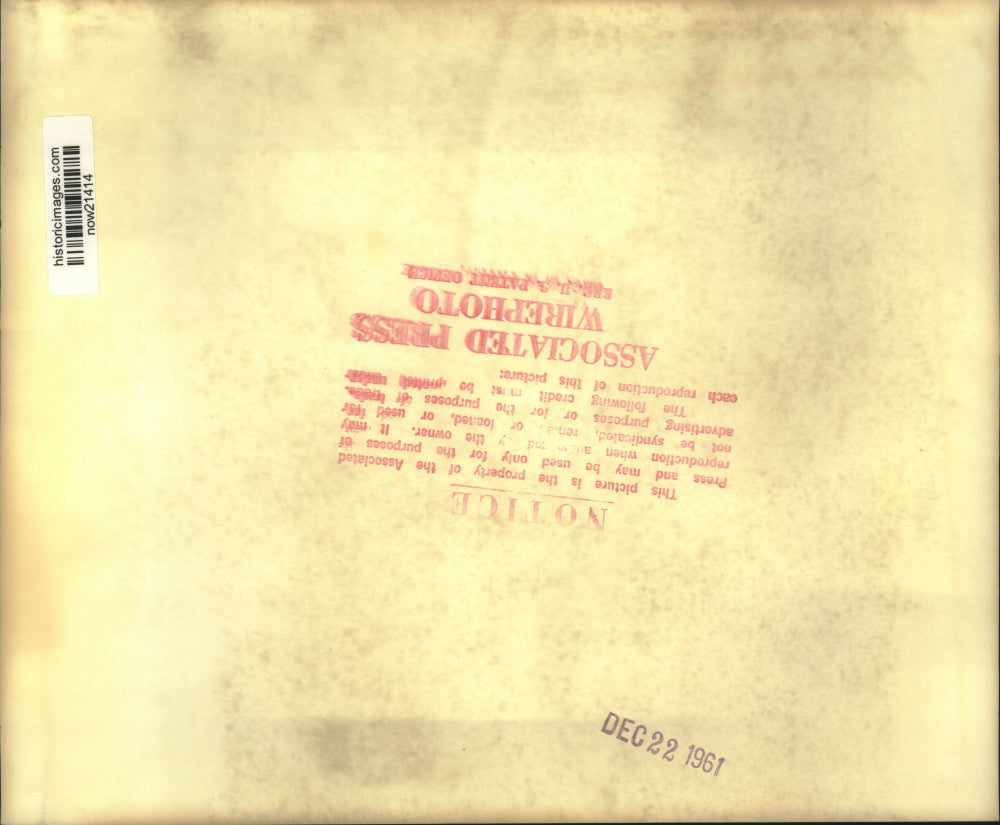 historicimages.com
now21414
NOTICE
This picture is the property of the Associated
Press and may be used only for the purposes of
reproduction when the owner. It may
not be syndicated, or loaned, or used for
advertising purposes or for the purposes of trade.
The following credit must be printed under
each reproduction of this picture:
ASSOCIATED PRESS
WIREPHOTO
REG. U. S. PATENT OFFICE
DEC 22 1961